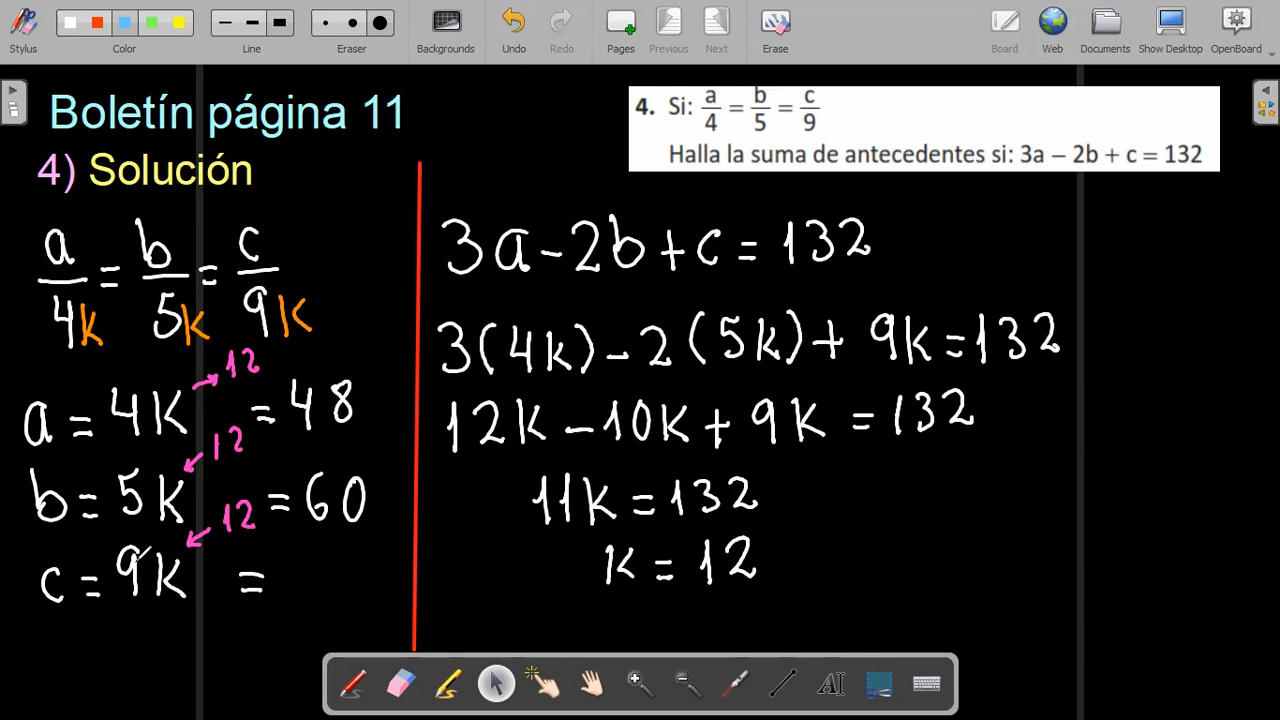 Stylus Color Line Eraser Backgrounds Undo Redo Pages Previous Next Erase Board Web Documents Show Desktop OpenBoard
Boletín página 11
4. Si: a/4 = b/5 = c/9
Halla la suma de antecedentes si: 3a − 2b + c = 132
4) Solución
a/4k = b/5k = c/9k
a = 4k → 12 = 48
b = 5k ← 12 = 60
c = 9k ← 12 =
3a - 2b + c = 132
3(4k) - 2(5k) + 9k = 132
12k - 10k + 9k = 132
11k = 132
k = 12
AI